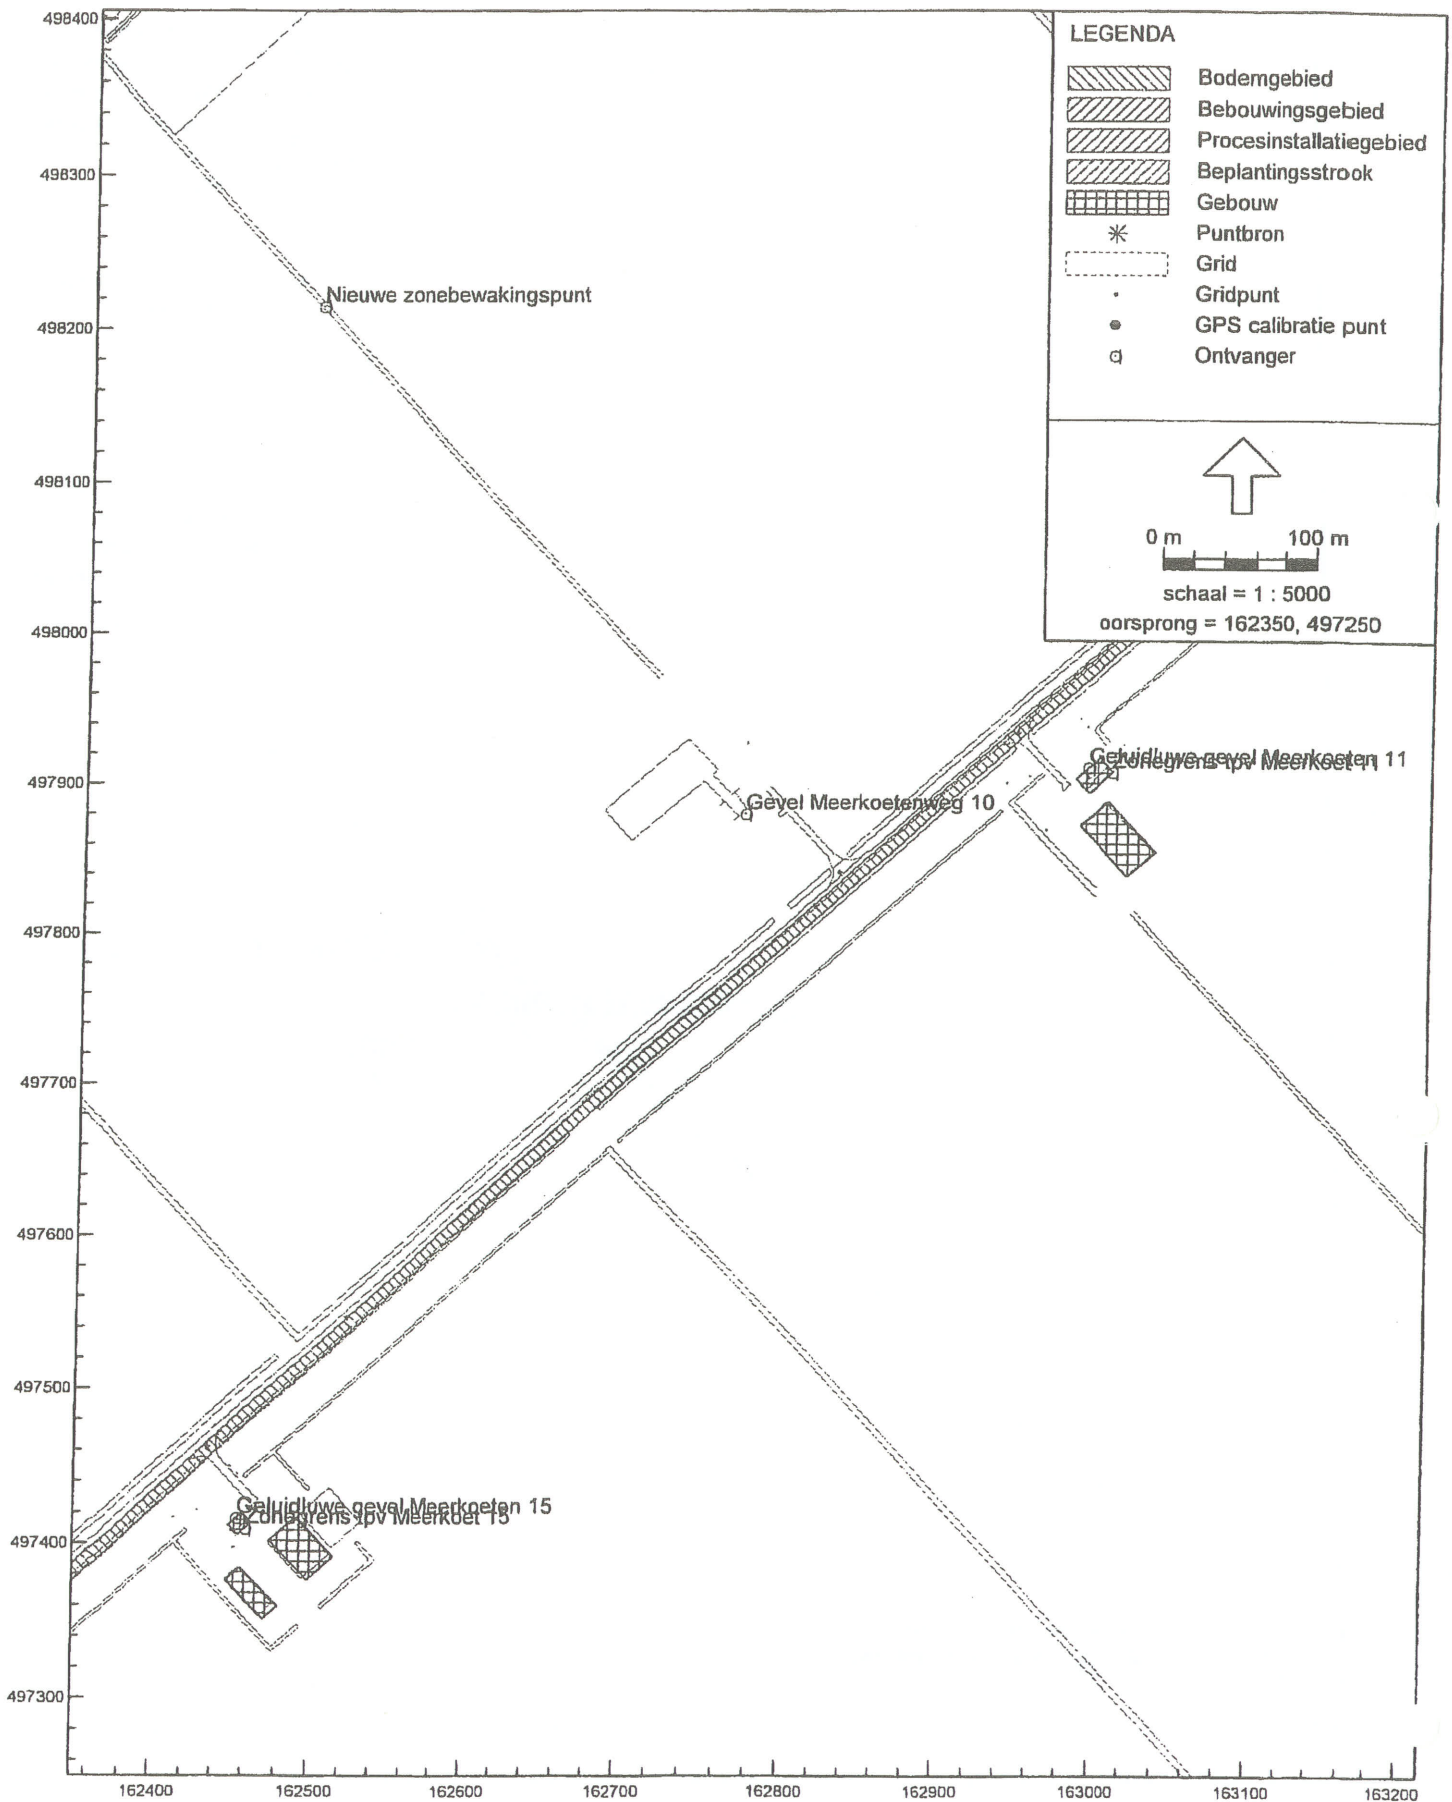 LEGENDA
Bodemgebied
Bebouwingsgebied
Procesinstallatiegebied
Beplantingsstrook
Gebouw
Puntbron
Grid
Gridpunt
GPS calibratie punt
Ontvanger
0 m 100 m
schaal = 1 : 5000
oorsprong = 162350, 497250
498400
498300
Nieuwe zonebewakingspunt
498200
498100
498000
Geluidluwe gevel Meerkoeten 11
Zonegrens tpv Meerkoet 11
497900
Gevel Meerkoetenweg 10
497800
497700
497600
497500
Geluidluwe gevel Meerkoeten 15
Zonegrens tpv Meerkoet 15
497400
497300
162400 162500 162600 162700 162800 162900 163000 163100 163200